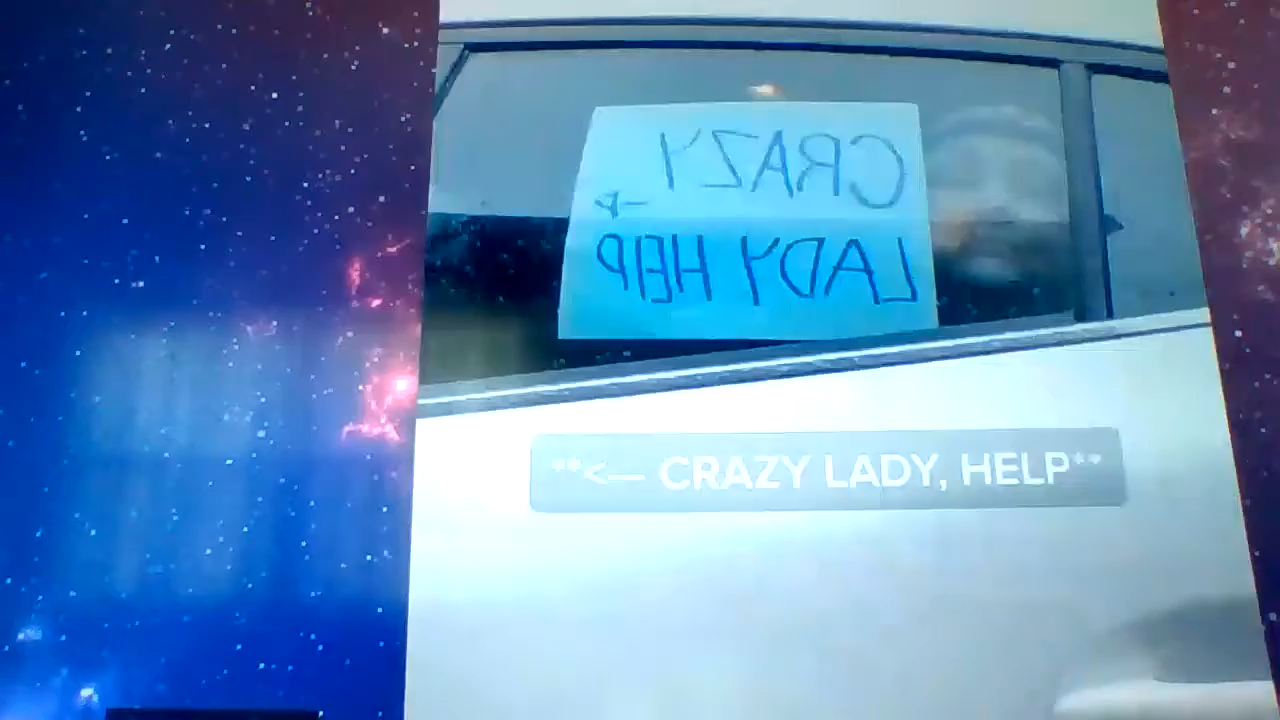 CRAZY
<—
LADY HELP
**<— CRAZY LADY, HELP**